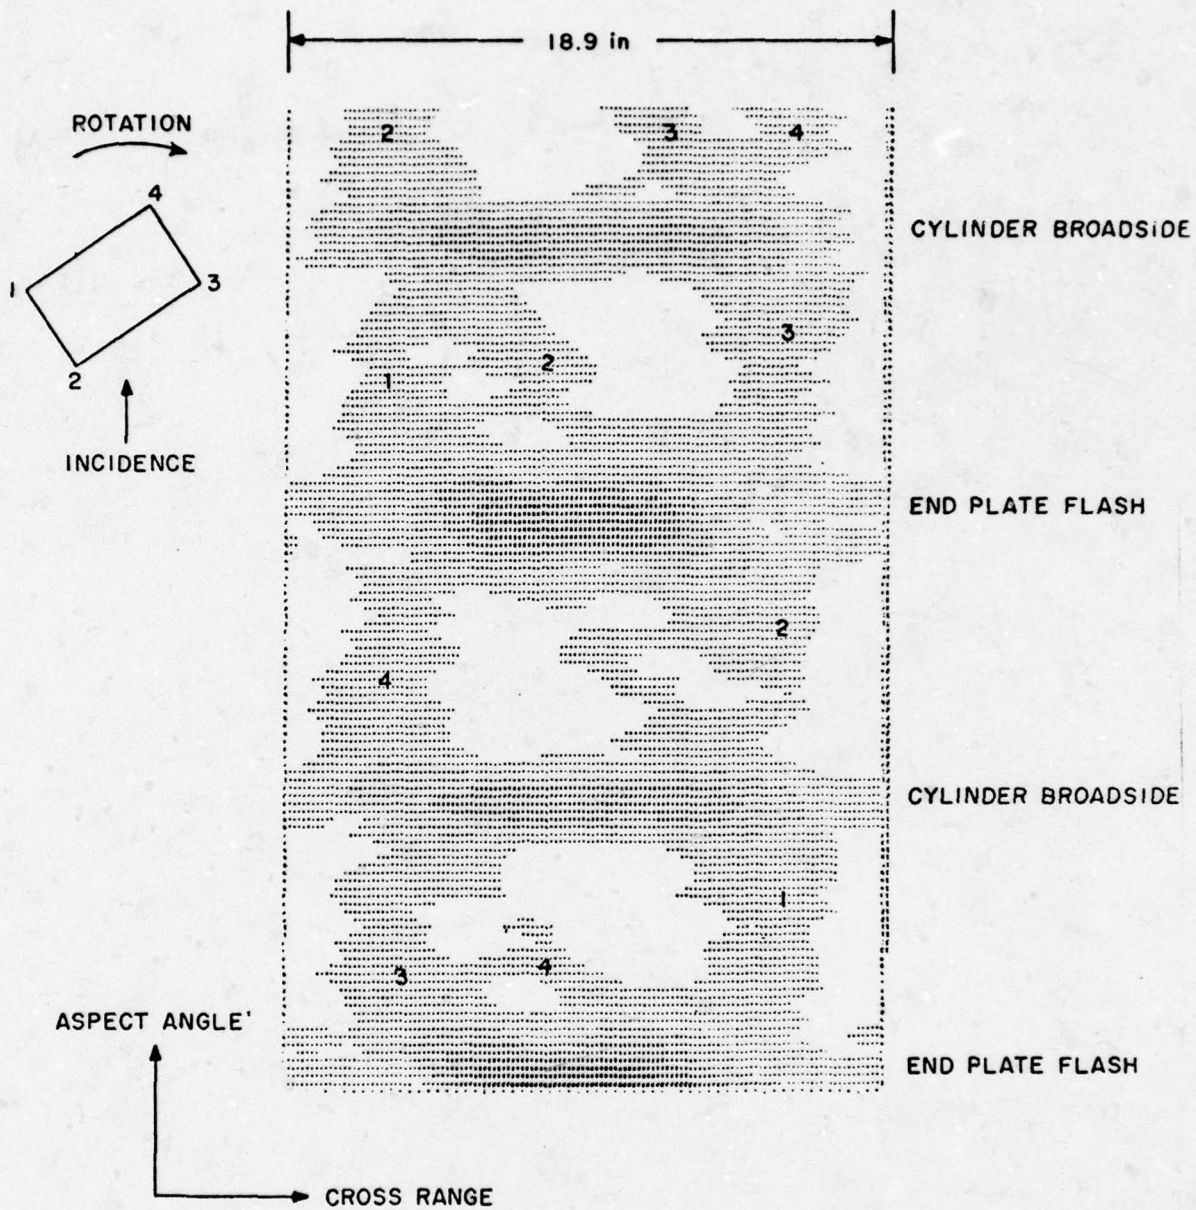 18.9 in
ROTATION
2 3 4
4
CYLINDER BROADSIDE
1 3
3
2
2
1
INCIDENCE
END PLATE FLASH
2
4
CYLINDER BROADSIDE
1
4
3
ASPECT ANGLE'
END PLATE FLASH
CROSS RANGE